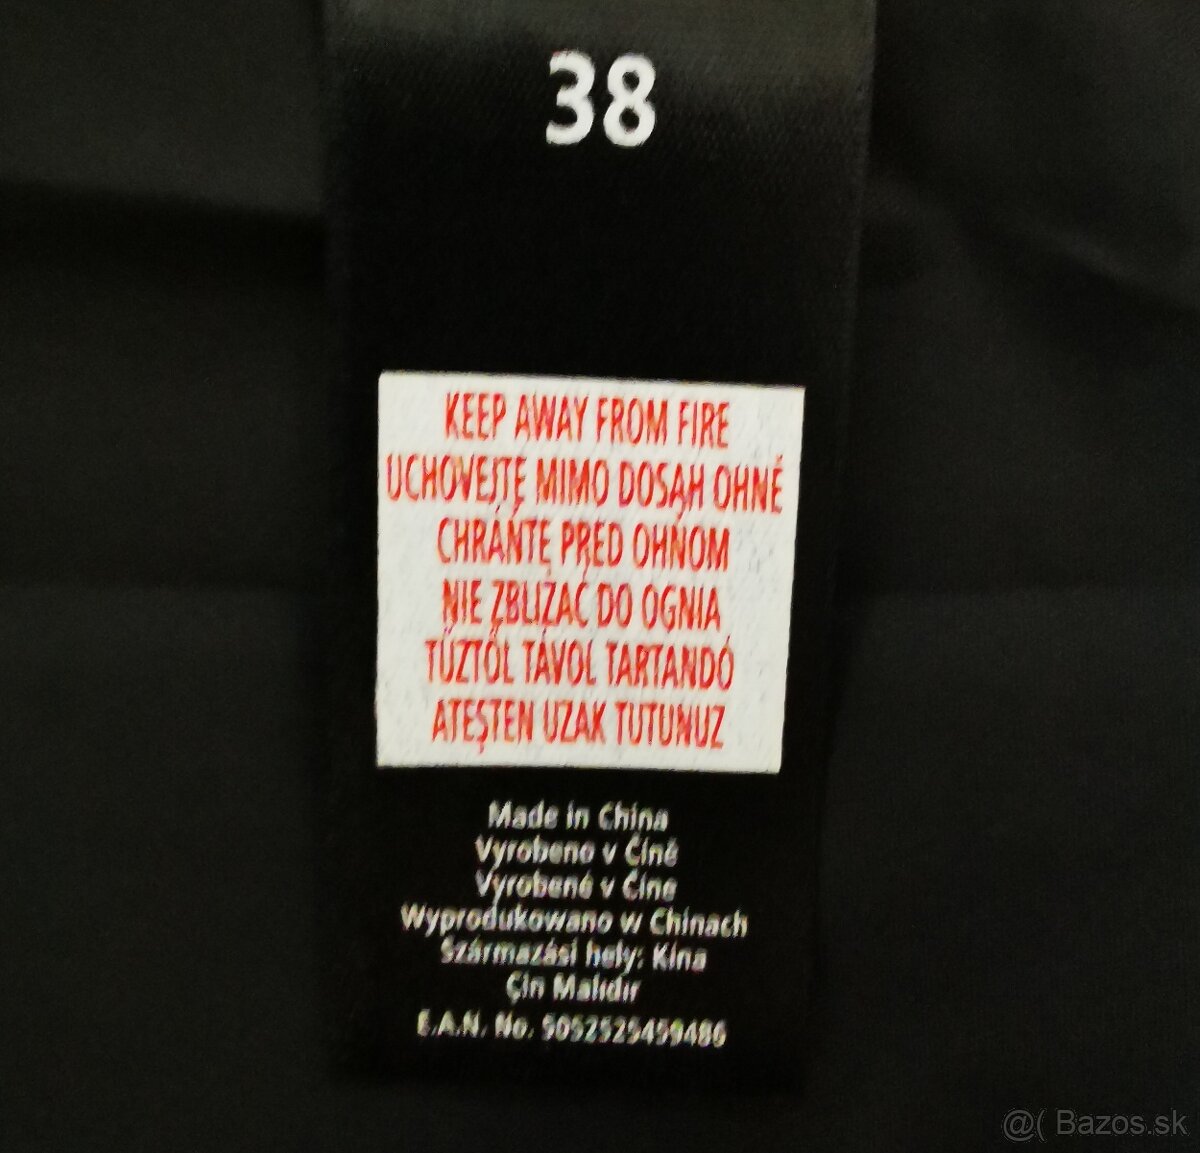 38
KEEP AWAY FROM FIRE
UCHOVEJTE MIMO DOSAH OHNĚ
CHRÁŇTE PRED OHŇOM
NIE ZBLIŻAĆ DO OGNIA
TŰZTŐL TÁVOL TARTANDÓ
ATEŞTEN UZAK TUTUNUZ
Made in China
Vyrobeno v Číně
Vyrobené v Číne
Wyprodukowano w Chinach
Származási hely: Kína
Çin Malıdır
E.A.N. No. 5052525459486
@( Bazos.sk